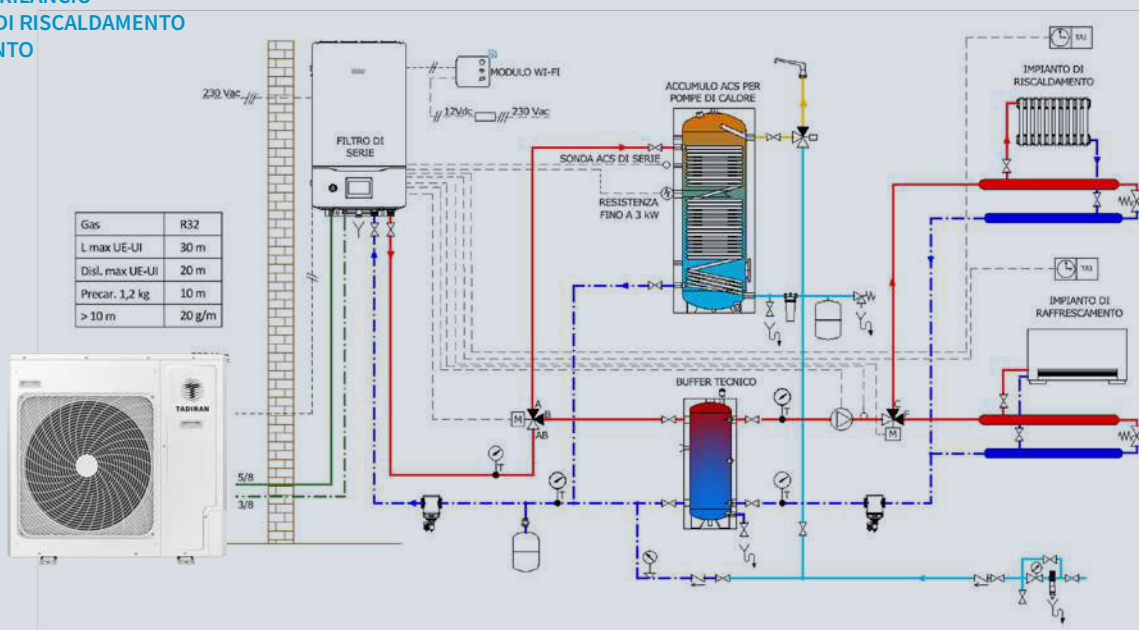 DI RISCALDAMENTO
NTO
TA1
MODULO WI-FI
230 Vac
12Vdc
230 Vac
FILTRO DI
SERIE
ACCUMULO ACS PER
POMPE DI CALORE
IMPIANTO DI
RISCALDAMENTO
SONDA ACS DI SERIE
RESISTENZA
FINO A 3 kW
Gas R32
L max UE-UI 30 m
Disl. max UE-UI 20 m
Precar. 1,2 kg 10 m
> 10 m 20 g/m
TA1
IMPIANTO DI
RAFFRESCAMENTO
TADIRAN
BUFFER TECNICO
A
M
B
AB
C
F
M
T
T
T
T
5/8
3/8